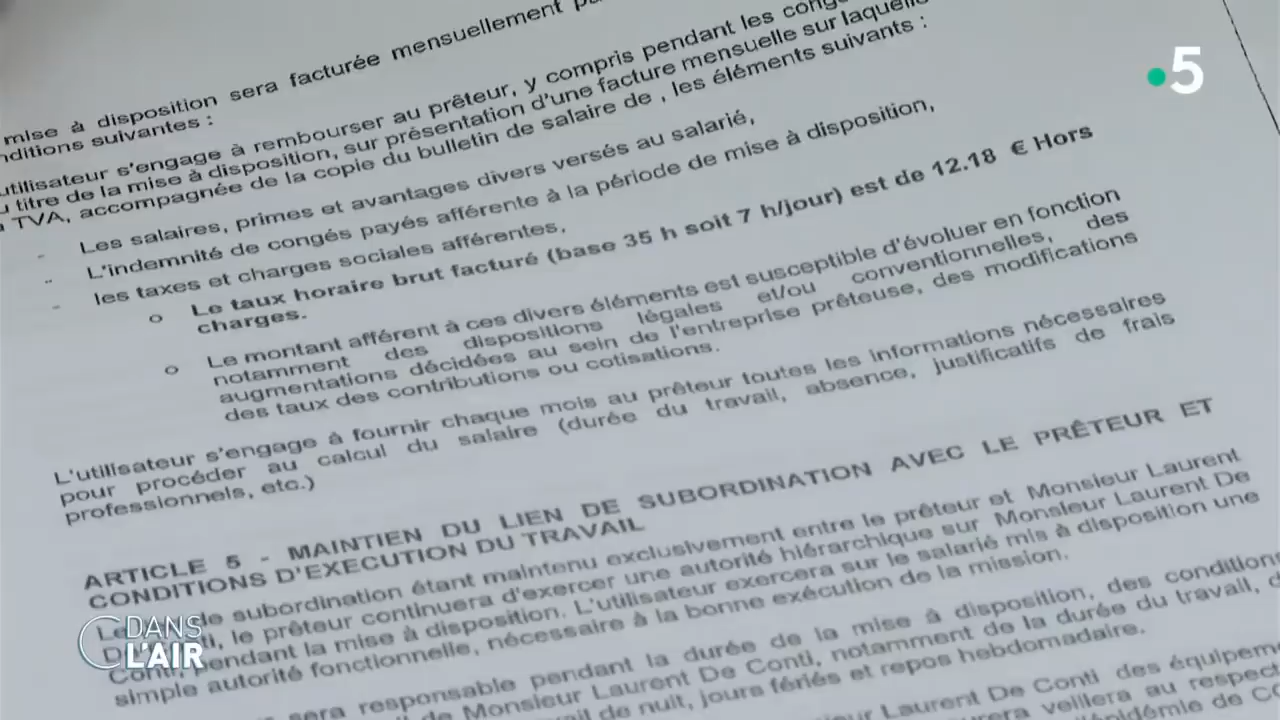 mise à disposition sera facturée mensuellement
conditions suivantes :
utilisateur s'engage à rembourser au prêteur, y compris pendant les
titre de la mise à disposition, sur présentation d'une facture mensuelle sur laquelle
TVA, accompagnée de la copie du bulletin de salaire de , les éléments suivants :
- Les salaires, primes et avantages divers versés au salarié,
- L'indemnité de congés payés afférente à la période de mise à disposition,
- les taxes et charges sociales afférentes,
o Le taux horaire brut facturé (base 35 h soit 7 h/jour) est de 12.18 € Hors
charges.
o Le montant afférent à ces divers éléments est susceptible d'évoluer en fonction
notamment des dispositions légales et/ou conventionnelles, des
augmentations décidées au sein de l'entreprise prêteuse, des modifications
des taux des contributions ou cotisations.
L'utilisateur s'engage à fournir chaque mois au prêteur toutes les informations nécessaires
pour procéder au calcul du salaire (durée du travail, absence, justificatifs de frais
professionnels, etc.)
ARTICLE 5 - MAINTIEN DU LIEN DE SUBORDINATION AVEC LE PRÊTEUR ET
CONDITIONS D'EXECUTION DU TRAVAIL
de subordination étant maintenu exclusivement entre le prêteur et Monsieur Laurent
le prêteur continuera d'exercer une autorité hiérarchique sur Monsieur Laurent De
Conti, pendant la mise à disposition. L'utilisateur exercera sur le salarié mis à disposition une
simple autorité fonctionnelle, nécessaire à la bonne exécution de la mission.
sera responsable pendant la durée de la mise à disposition, des conditions
de Monsieur Laurent De Conti, notamment de la durée du travail,
de nuit, jours fériés et repos hebdomadaire.
Laurent De Conti des
veillera au respect
de
5
C DANS
L'AIR